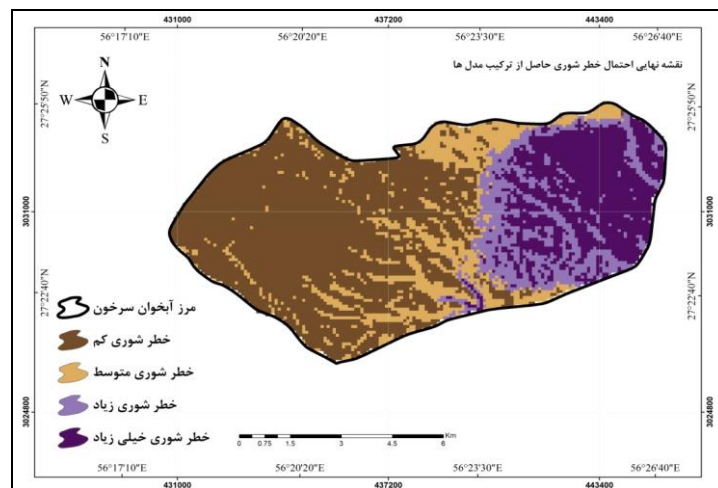 431000 437200 443400
56°17'10"E 56°20'20"E 56°23'30"E 56°26'40"E
نقشه نهایی احتمال خطر شوری حاصل از ترکیب مدل ها
N
W E
S
27°25'50"N 27°25'50"N
3031000 3031000
27°22'40"N 27°22'40"N
مرز آبخوان سرخون
خطر شوری کم
خطر شوری متوسط
خطر شوری زیاد
خطر شوری خیلی زیاد
3024800 3024800
Km
0 0.75 1.5 3 4.5 6
56°17'10"E 56°20'20"E 56°23'30"E 56°26'40"E
431000 437200 443400